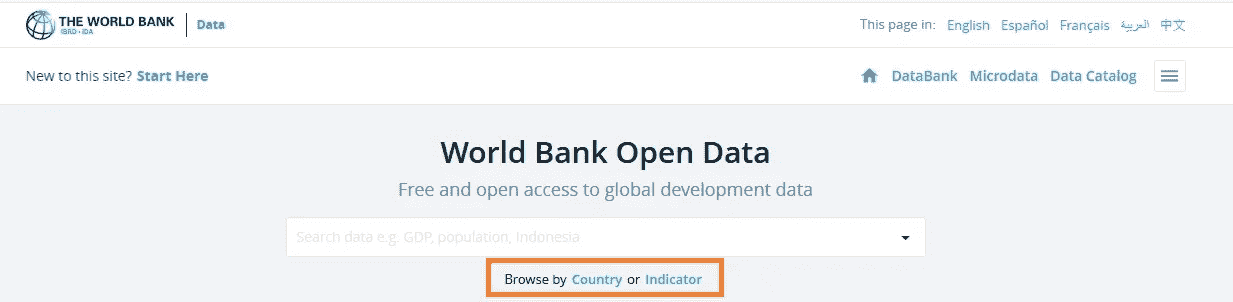 THE WORLD BANK
IBRD • IDA
Data
This page in: English Español Français العربية 中文
New to this site? Start Here
DataBank Microdata Data Catalog
World Bank Open Data
Free and open access to global development data
Search data e.g. GDP, population, Indonesia
Browse by Country or Indicator